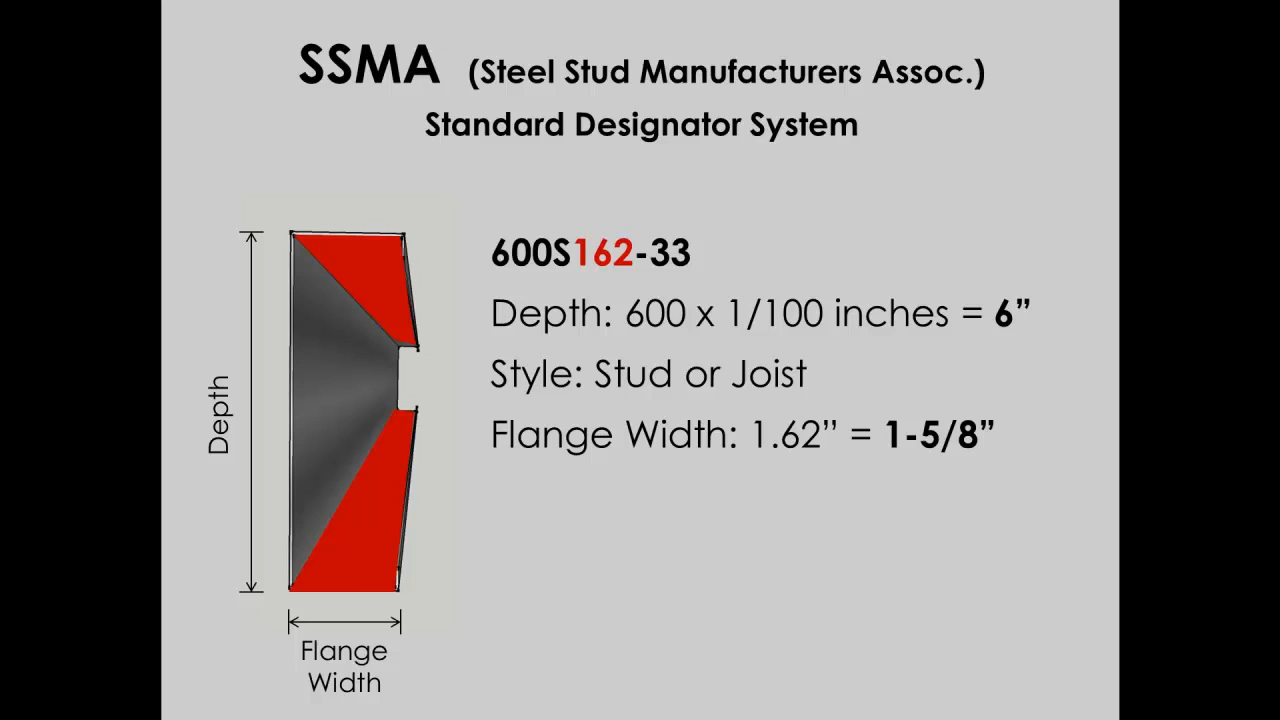 SSMA (Steel Stud Manufacturers Assoc.)
Standard Designator System
600S162-33
Depth: 600 x 1/100 inches = 6”
Style: Stud or Joist
Flange Width: 1.62” = 1-5/8”
Depth
Flange
Width